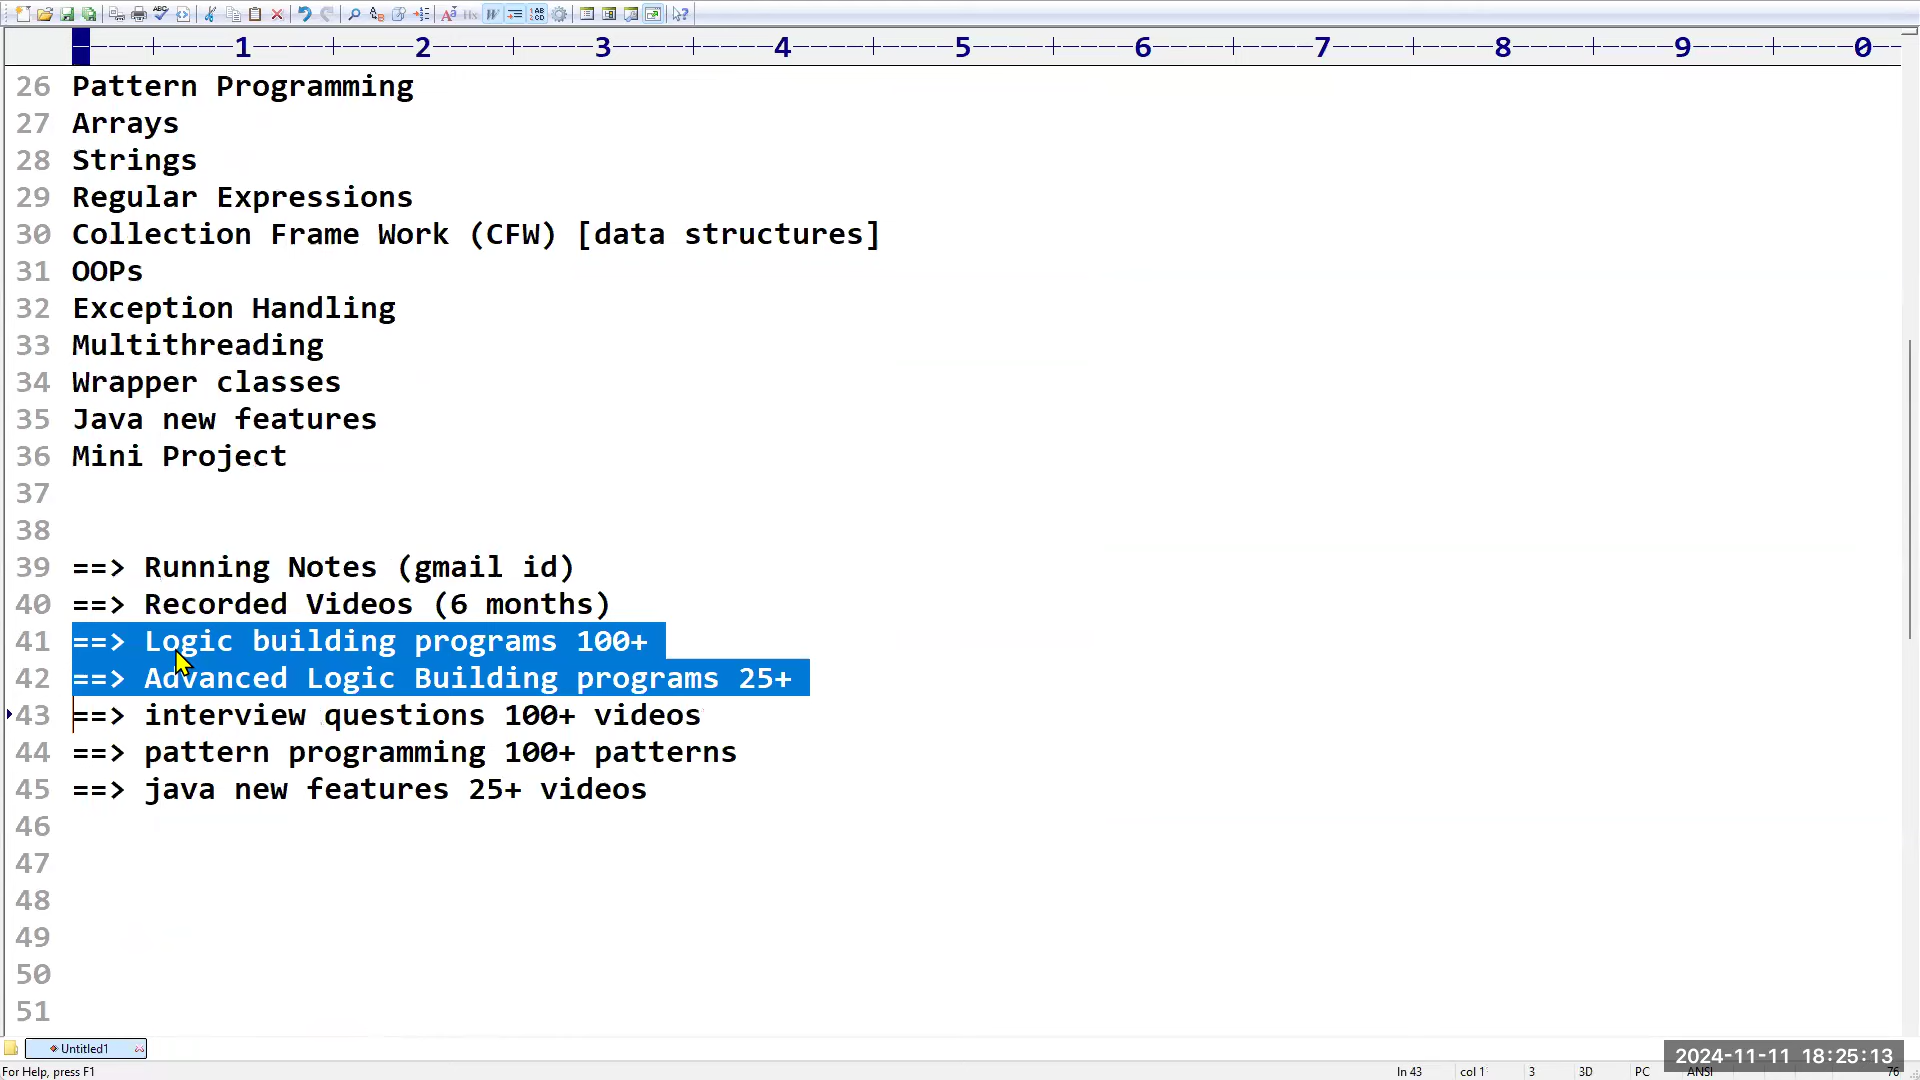 ----+----1----+----2----+----3----+----4----+----5----+----6----+----7----+----8----+----9----+----0--
26 Pattern Programming
27 Arrays
28 Strings
29 Regular Expressions
30 Collection Frame Work (CFW) [data structures]
31 OOPs
32 Exception Handling
33 Multithreading
34 Wrapper classes
35 Java new features
36 Mini Project
37
38
39 ==> Running Notes (gmail id)
40 ==> Recorded Videos (6 months)
41 ==> Logic building programs 100+
42 ==> Advanced Logic Building programs 25+
43 ==> interview questions 100+ videos
44 ==> pattern programming 100+ patterns
45 ==> java new features 25+ videos
46
47
48
49
50
51
Untitled1
2024-11-11 18:25:13
For Help, press F1 ln 43 col 1 3 3D PC ANSI 76